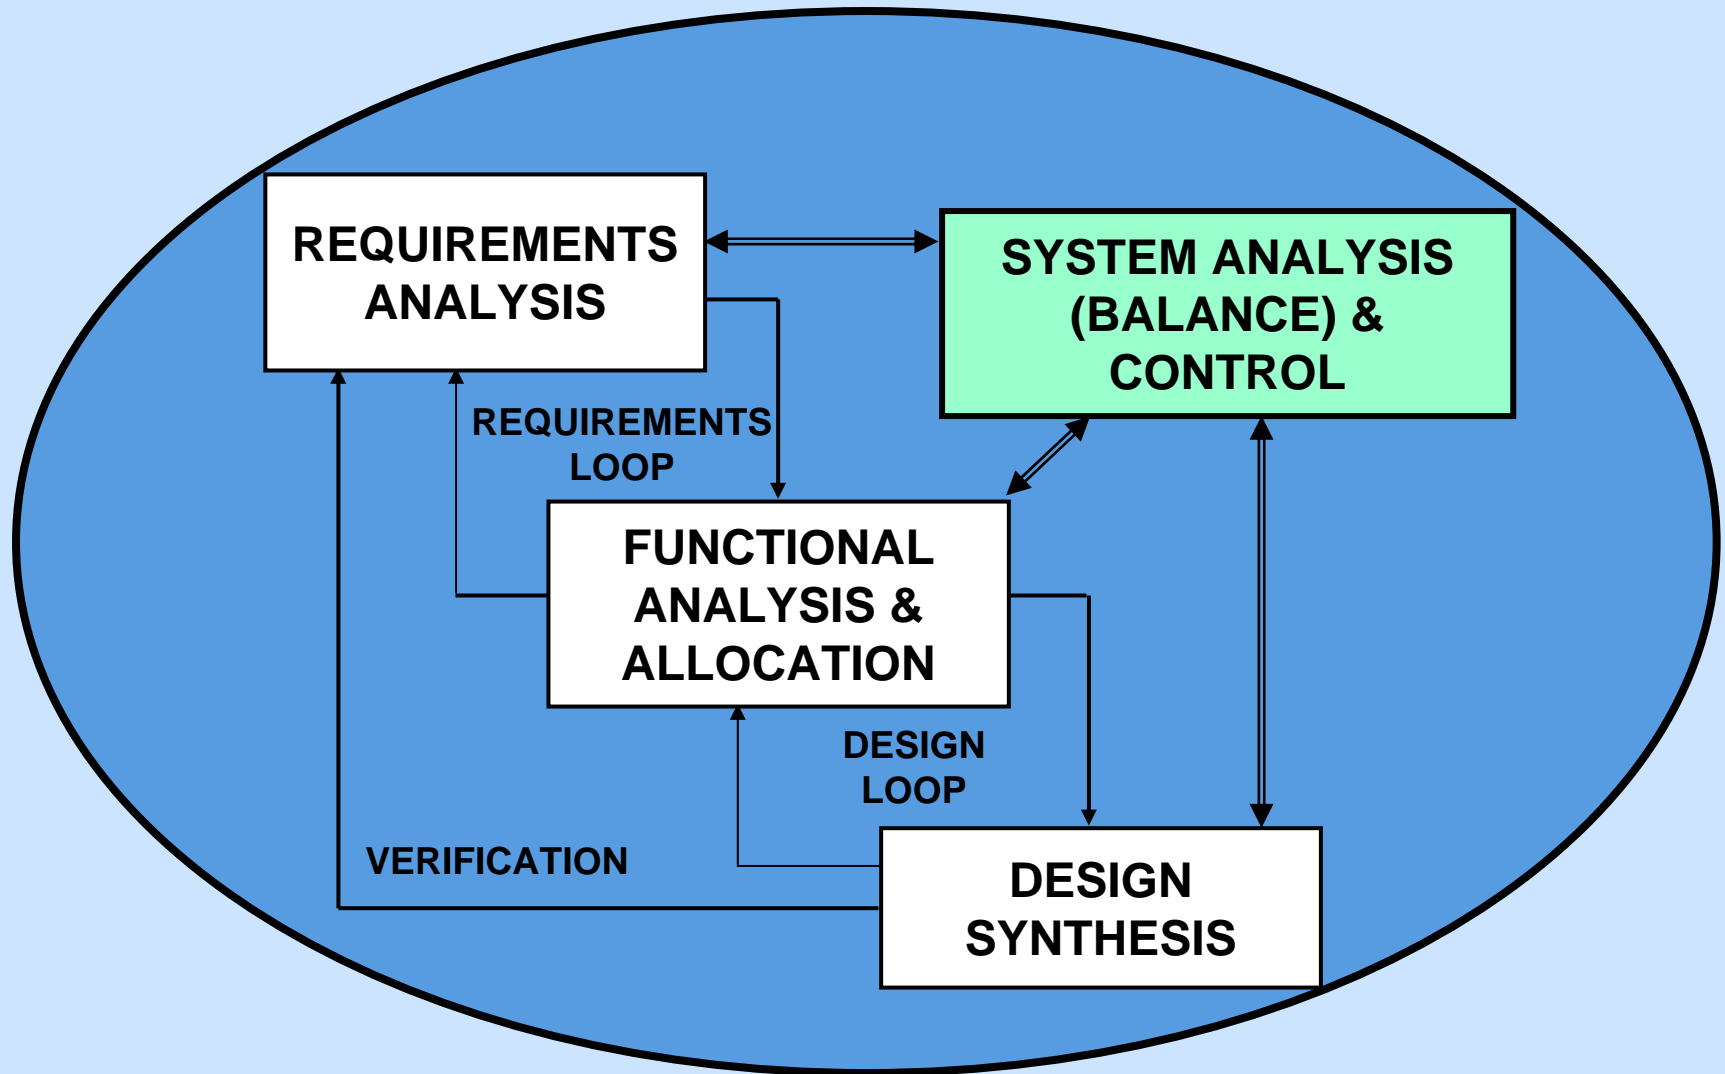 REQUIREMENTS
ANALYSIS
SYSTEM ANALYSIS
(BALANCE) &
CONTROL
REQUIREMENTS
LOOP
FUNCTIONAL
ANALYSIS &
ALLOCATION
DESIGN
LOOP
VERIFICATION
DESIGN
SYNTHESIS